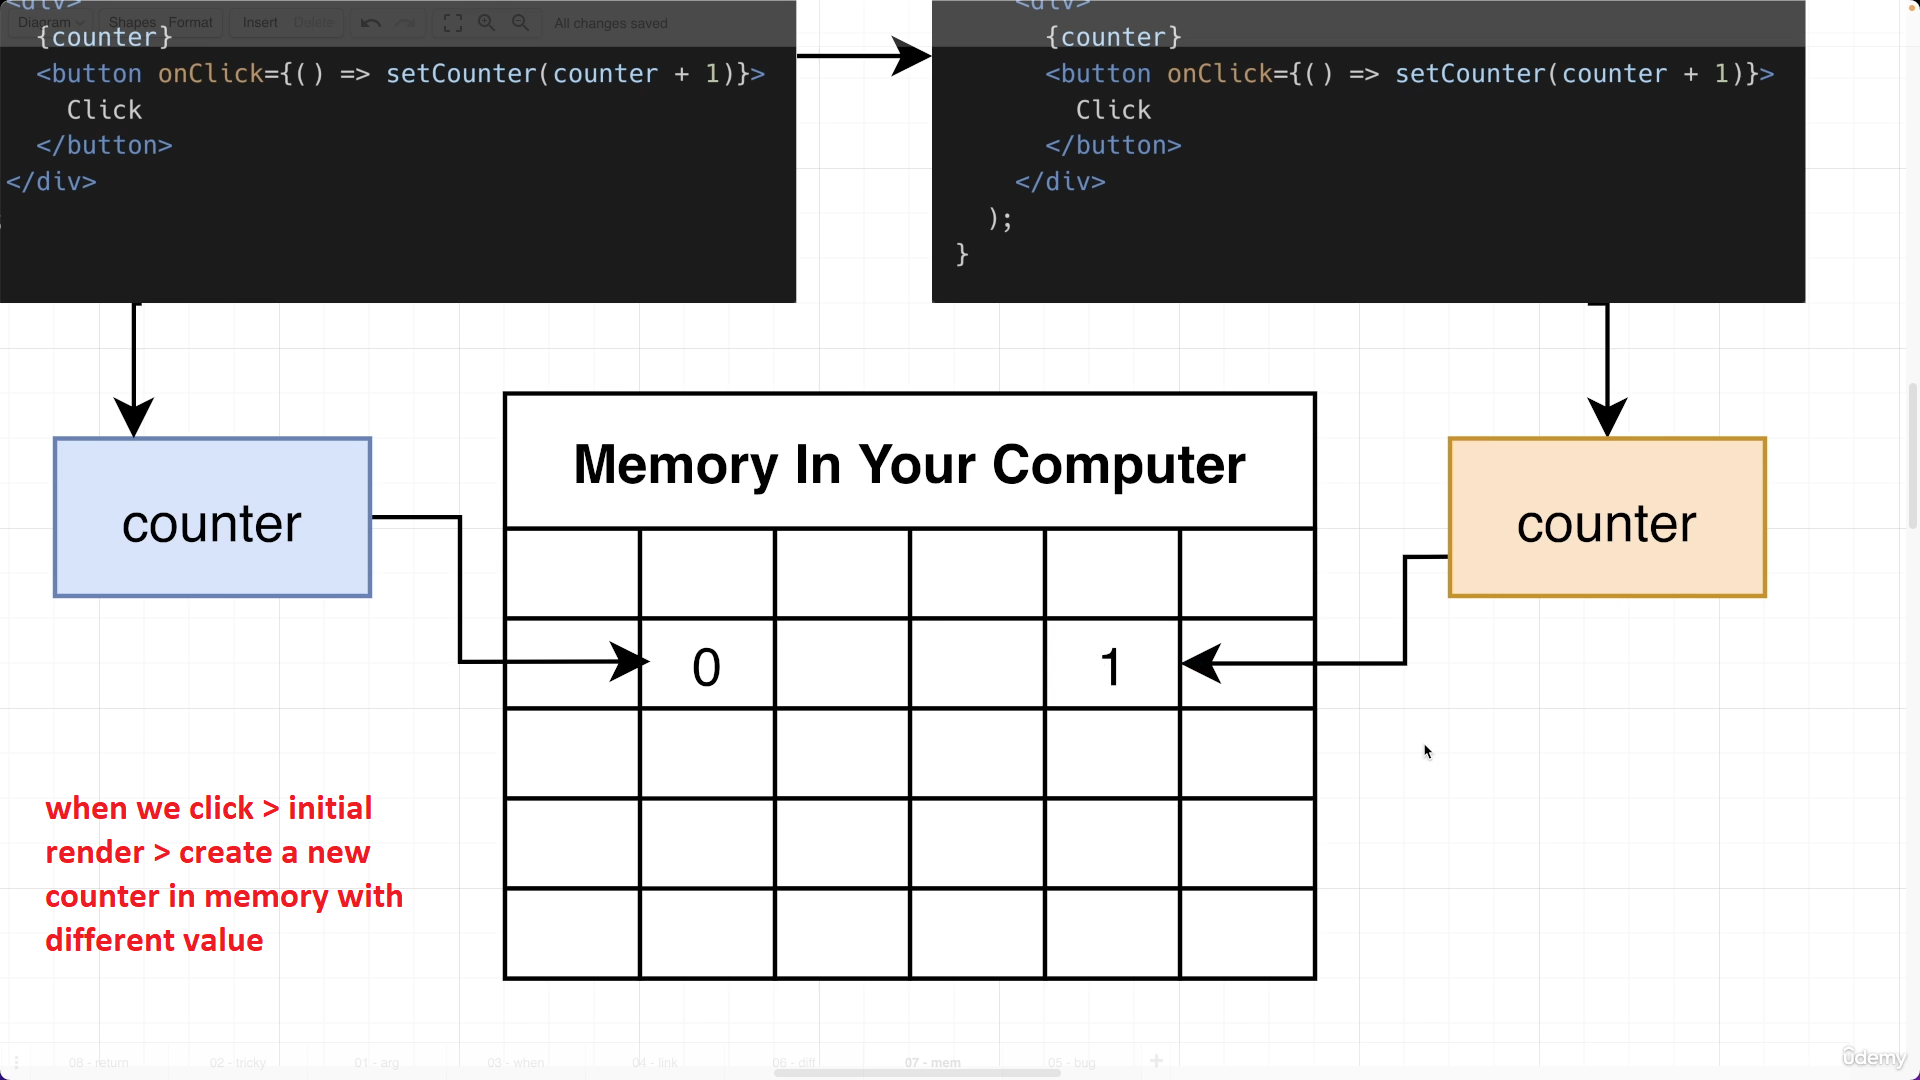 Diagram Shapes Format Insert Delete All changes saved
<div>
{counter}
<button onClick={() => setCounter(counter + 1)}>
Click
</button>
</div>
<div>
{counter}
<button onClick={() => setCounter(counter + 1)}>
Click
</button>
</div>
);
}
counter
Memory In Your Computer
counter
0 1
when we click > initial
render > create a new
counter in memory with
different value
08 - return 02 - tricky 01 - arg 03 - when 04 - link 06 - diff 07 - mem 05 - bug
ûdemy